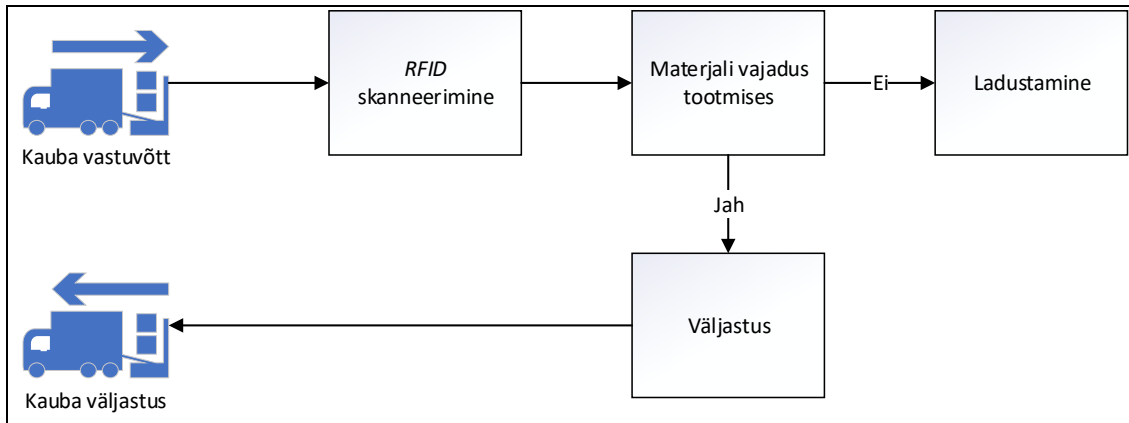 Kauba vastuvõtt
RFID
skanneerimine
Materjali vajadus
tootmises
Ei
Ladustamine
Jah
Väljastus
Kauba väljastus